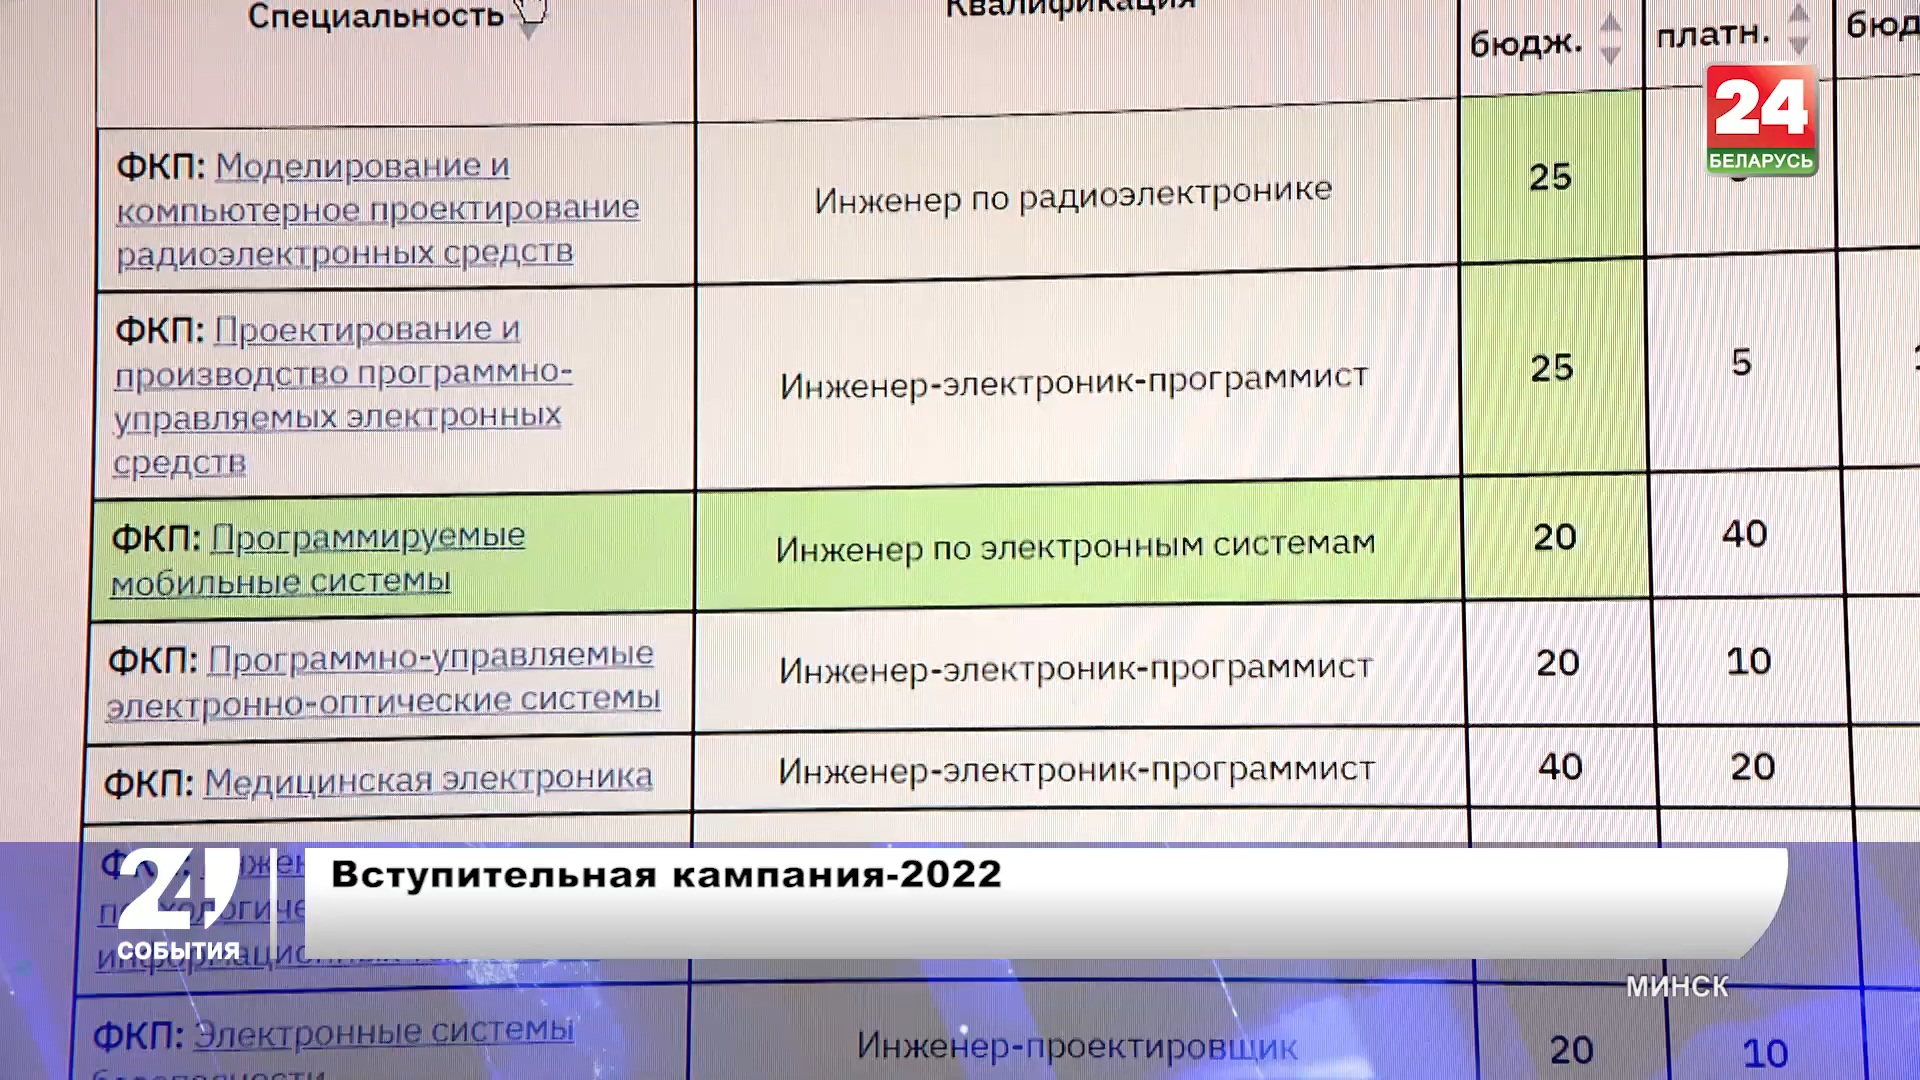 Специальность
Квалификация
бюдж.
платн.
24
БЕЛАРУСЬ
ФКП: Моделирование и
компьютерное проектирование
радиоэлектронных средств
Инженер по радиоэлектронике
25
ФКП: Проектирование и
производство программно-
управляемых электронных
средств
Инженер-электроник-программист
25
5
ФКП: Программируемые
мобильные системы
Инженер по электронным системам
20
40
ФКП: Программно-управляемые
электронно-оптические системы
Инженер-электроник-программист
20
10
ФКП: Медицинская электроника
Инженер-электроник-программист
40
20
24
СОБЫТИЯ
Вступительная кампания-2022
МИНСК
ФКП: Электронные системы
Инженер-проектировщик
20
10